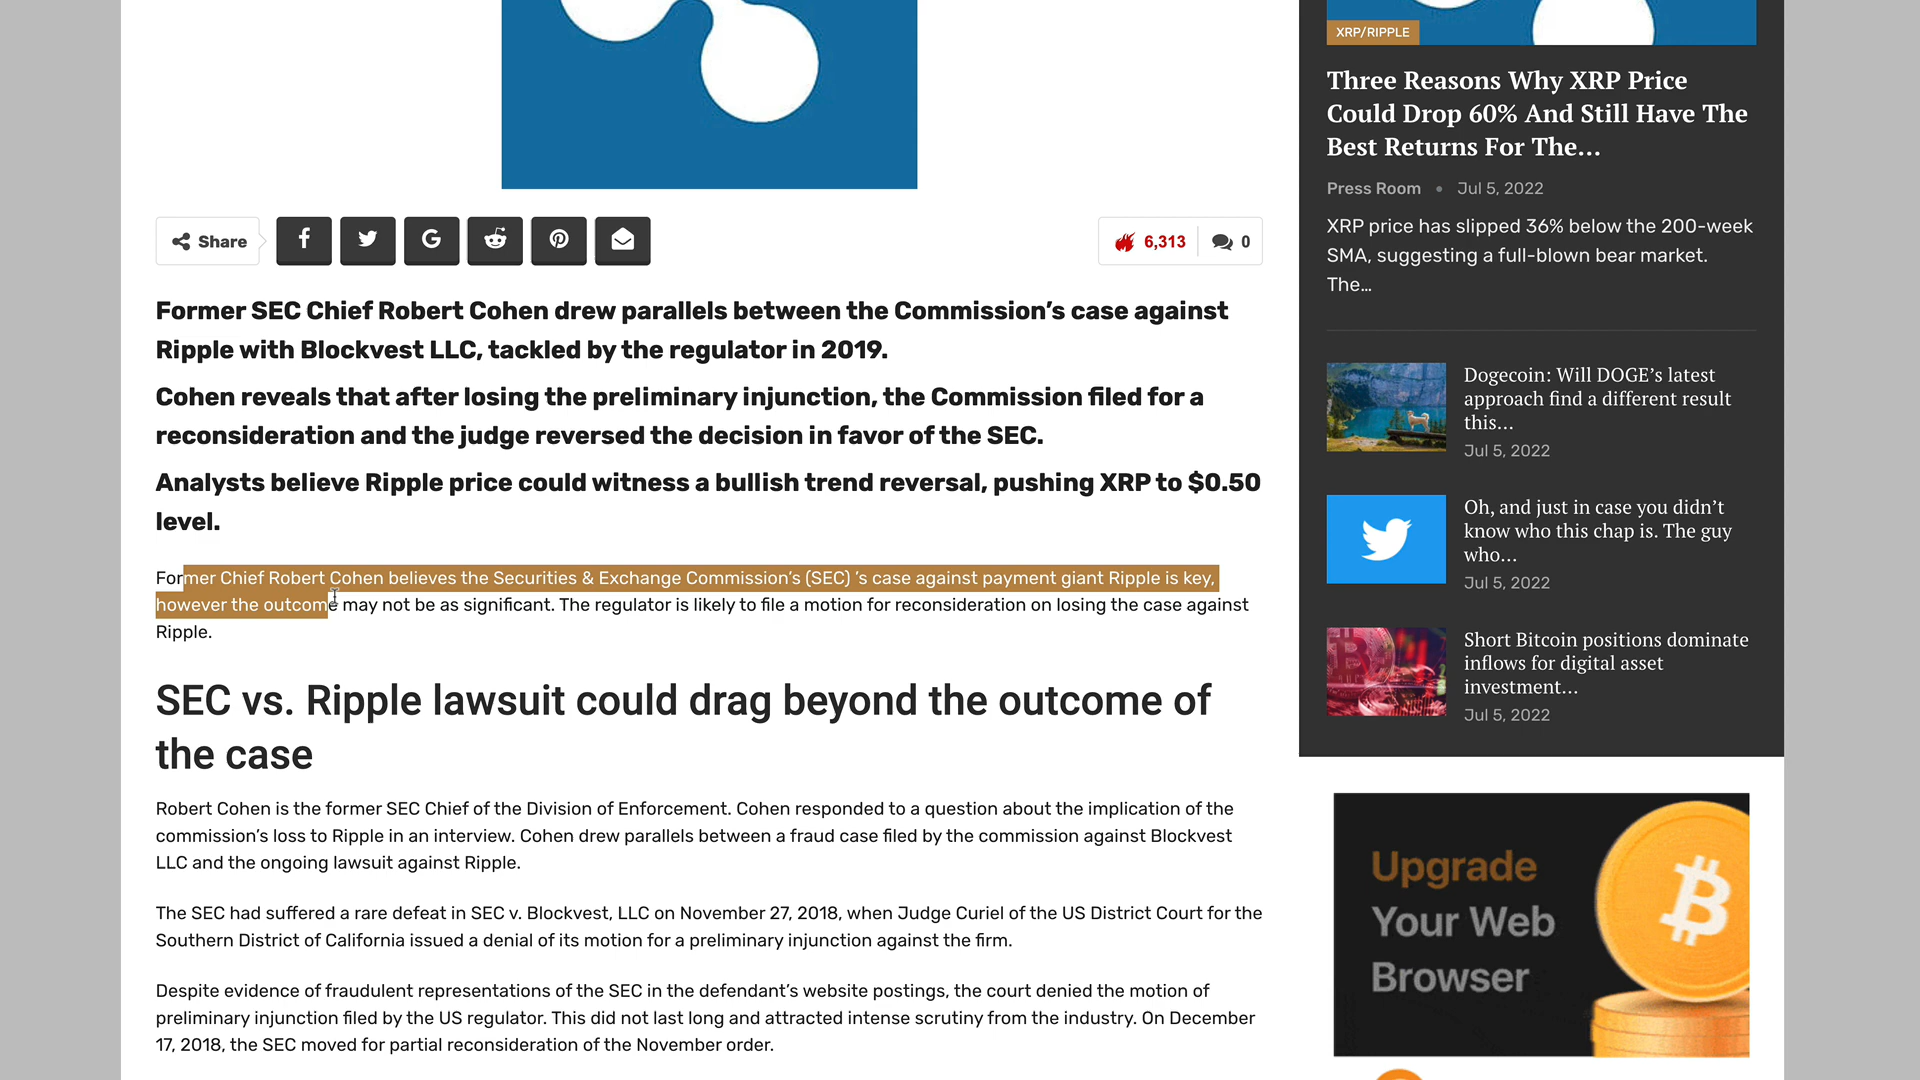 Share
6,313
0
Former SEC Chief Robert Cohen drew parallels between the Commission’s case against
Ripple with Blockvest LLC, tackled by the regulator in 2019.
Cohen reveals that after losing the preliminary injunction, the Commission filed for a
reconsideration and the judge reversed the decision in favor of the SEC.
Analysts believe Ripple price could witness a bullish trend reversal, pushing XRP to $0.50
level.
Former Chief Robert Cohen believes the Securities & Exchange Commission’s (SEC) ’s case against payment giant Ripple is key,
however the outcome may not be as significant. The regulator is likely to file a motion for reconsideration on losing the case against
Ripple.
SEC vs. Ripple lawsuit could drag beyond the outcome of
the case
Robert Cohen is the former SEC Chief of the Division of Enforcement. Cohen responded to a question about the implication of the
commission’s loss to Ripple in an interview. Cohen drew parallels between a fraud case filed by the commission against Blockvest
LLC and the ongoing lawsuit against Ripple.
The SEC had suffered a rare defeat in SEC v. Blockvest, LLC on November 27, 2018, when Judge Curiel of the US District Court for the
Southern District of California issued a denial of its motion for a preliminary injunction against the firm.
Despite evidence of fraudulent representations of the SEC in the defendant’s website postings, the court denied the motion of
preliminary injunction filed by the US regulator. This did not last long and attracted intense scrutiny from the industry. On December
17, 2018, the SEC moved for partial reconsideration of the November order.
XRP/RIPPLE
Three Reasons Why XRP Price
Could Drop 60% And Still Have The
Best Returns For The…
Press Room • Jul 5, 2022
XRP price has slipped 36% below the 200-week
SMA, suggesting a full-blown bear market.
The…
Dogecoin: Will DOGE’s latest
approach find a different result
this…
Jul 5, 2022
Oh, and just in case you didn’t
know who this chap is. The guy
who…
Jul 5, 2022
Short Bitcoin positions dominate
inflows for digital asset
investment…
Jul 5, 2022
Upgrade
Your Web
Browser